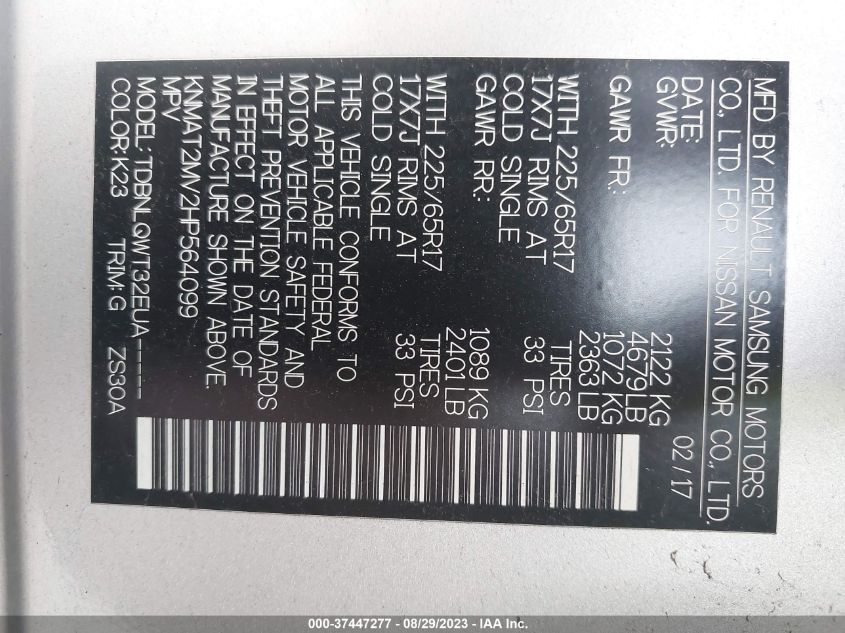 MFD BY RENAULT SAMSUNG MOTORS
CO., LTD. FOR NISSAN MOTOR CO., LTD.
DATE: 02/17
GVWR: 2122 KG
4679LB
GAWR FR: 1072 KG
2363 LB
WITH 225/65R17 TIRES
17X7J RIMS AT 33 PSI
COLD SINGLE
GAWR RR: 1089 KG
2401 LB
WITH 225/65R17 TIRES
17X7J RIMS AT 33 PSI
COLD SINGLE
THIS VEHICLE CONFORMS TO
ALL APPLICABLE FEDERAL
MOTOR VEHICLE SAFETY AND
THEFT PREVENTION STANDARDS
IN EFFECT ON THE DATE OF
MANUFACTURE SHOWN ABOVE.
KNMAT2MV2HP564099
MPV
MODEL: TDBNLQWT32EUA-----
COLOR: K23 TRIM: G ZS30A
000-37447277 - 08/29/2023 - IAA Inc.